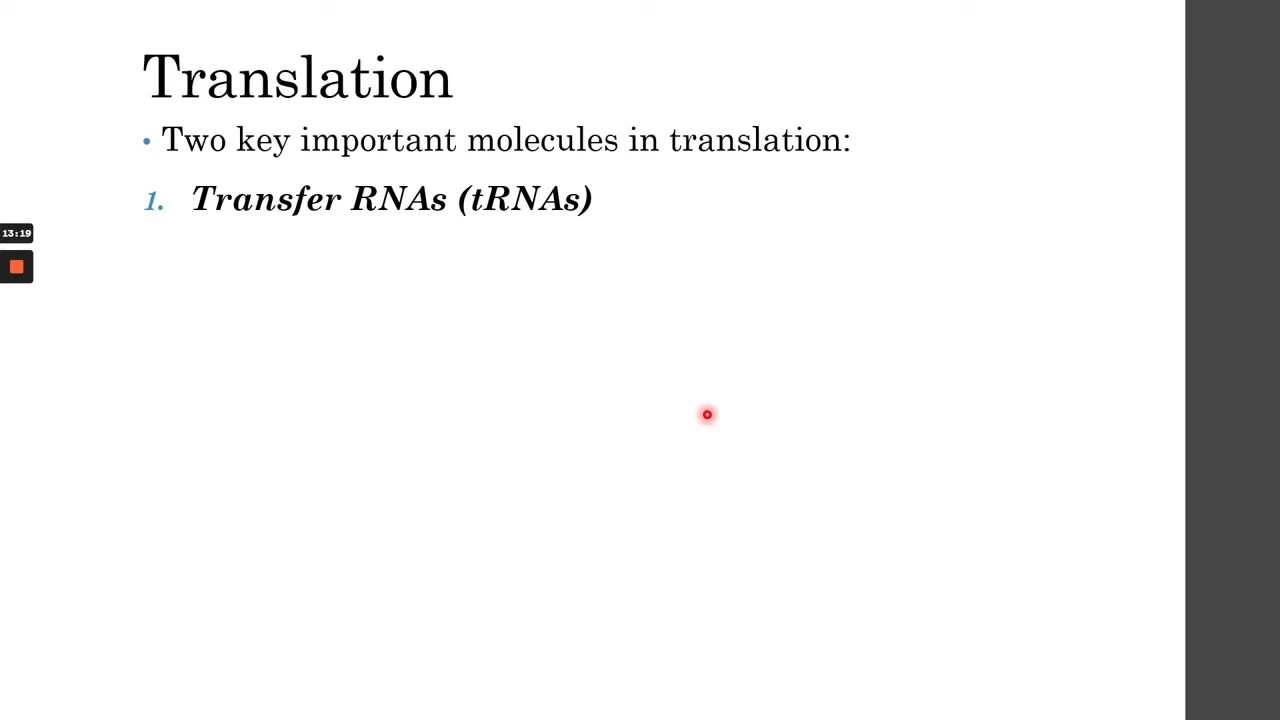 Translation
• Two key important molecules in translation:
1. Transfer RNAs (tRNAs)
13:19